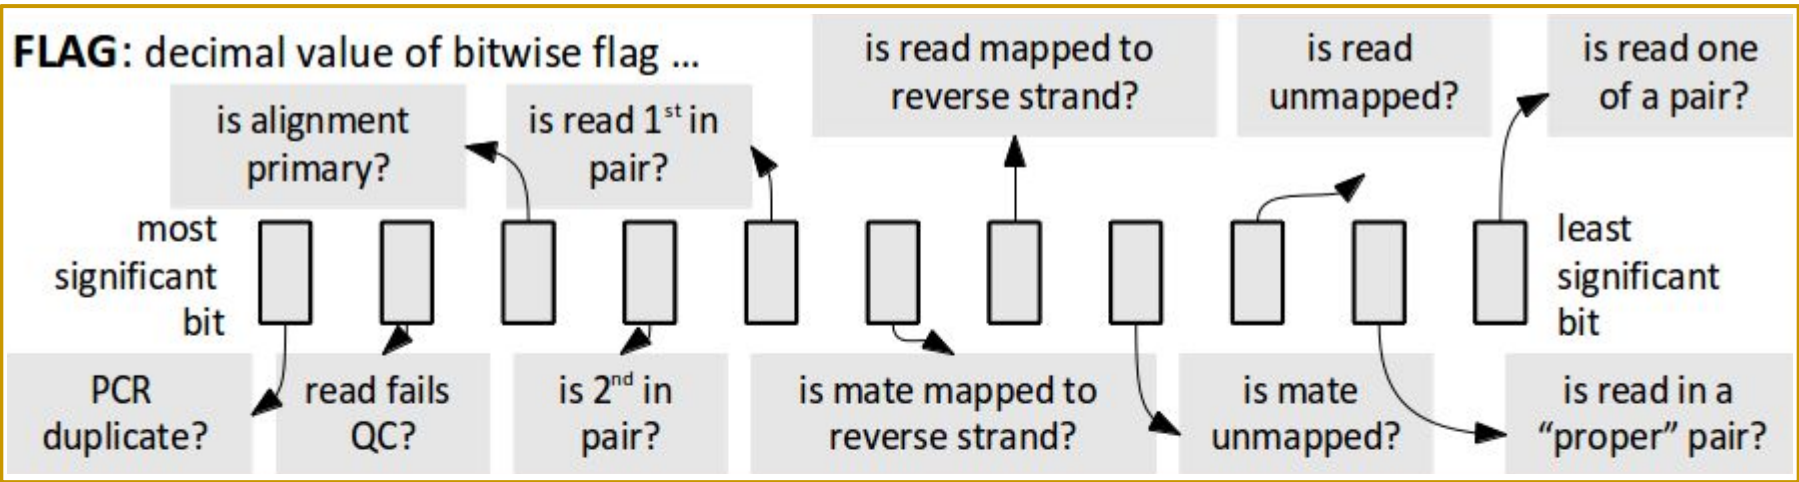 FLAG: decimal value of bitwise flag ...
is alignment
primary?
is read 1st in
pair?
is read mapped to
reverse strand?
is read
unmapped?
is read one
of a pair?
most
significant
bit
least
significant
bit
PCR
duplicate?
read fails
QC?
is 2nd in
pair?
is mate mapped to
reverse strand?
is mate
unmapped?
is read in a
“proper” pair?